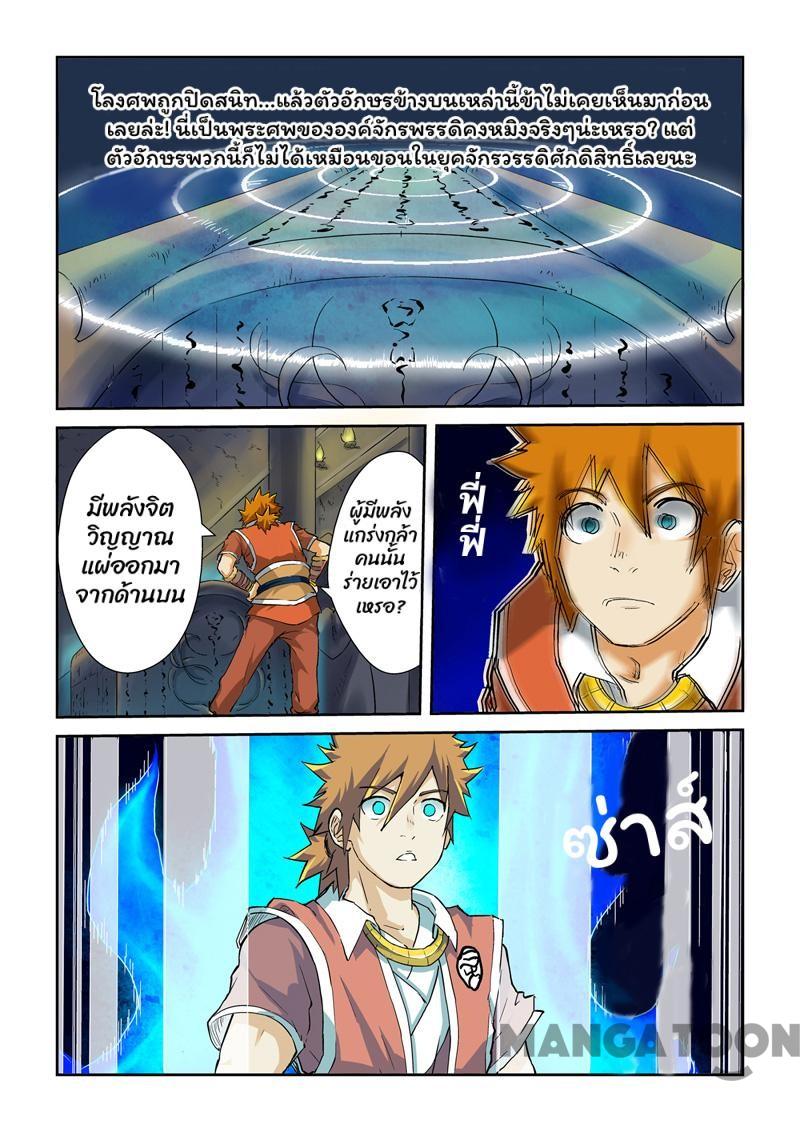 โลงศพถูกปิดสนิท...แล้วตัวอักษรข้างบนเหล่านี้ข้าไม่เคยเห็นมาก่อน
เลยล่ะ! นี่เป็นพระศพขององค์จักรพรรดิคงหมิงจริงๆน่ะเหรอ? แต่
ตัวอักษรพวกนี้ก็ไม่ได้เหมือนขอนในยุคจักรวรรดิศักดิสิทธิ์เลยนะ
มีพลังจิต
วิญญาณ
แผ่ออกมา
จากด้านบน
ผู้มีพลัง
แกร่งกล้า
คนนั้น
ร่ายเอาไว้
เหรอ?
ฟี่
ฟี่
ซ่าส์
MANGATOON